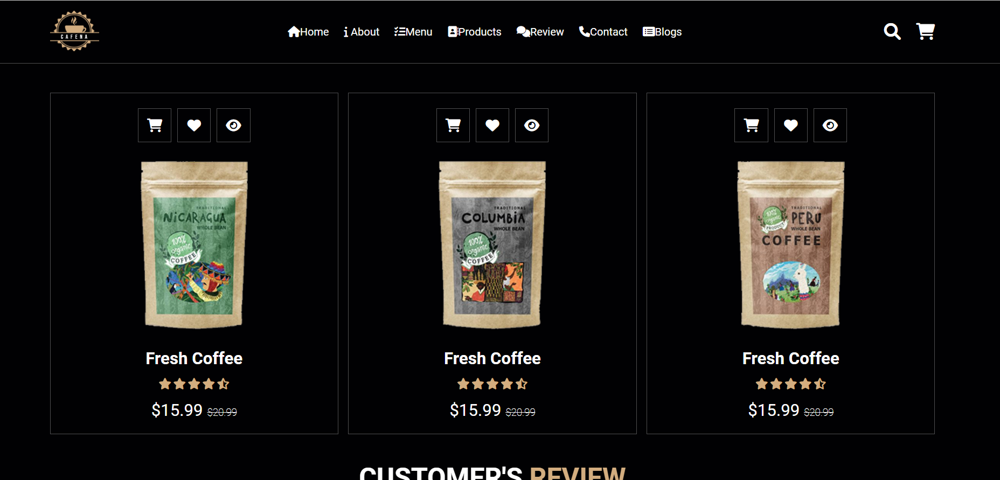 CAFENA
Home About Menu Products Review Contact Blogs
TRADITIONAL
NiCARAGUA
WHOLE BEAN
100%
organic
COFFEE
Fresh Coffee
$15.99 $20.99
TRADITIONAL
COLUMBiA
WHOLE BEAN
100%
organic
COFFEE
Fresh Coffee
$15.99 $20.99
TRADITIONAL
100%
organic
PRODUCT
PERU
WHOLE BEAN
COFFEE
Fresh Coffee
$15.99 $20.99
CUSTOMER'S REVIEW